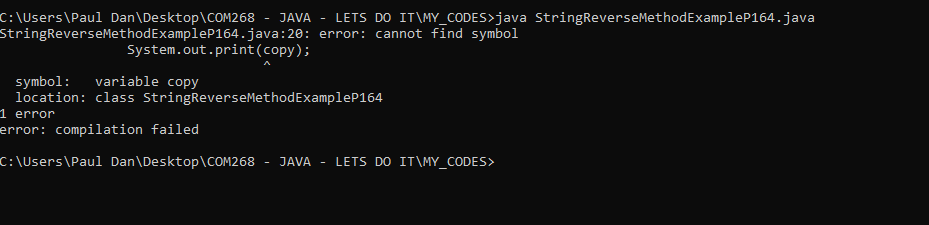 C:\Users\Paul Dan\Desktop\COM268 - JAVA - LETS DO IT\MY_CODES>java StringReverseMethodExampleP164.java
StringReverseMethodExampleP164.java:20: error: cannot find symbol
                System.out.print(copy);
                                 ^
  symbol:   variable copy
  location: class StringReverseMethodExampleP164
1 error
error: compilation failed
C:\Users\Paul Dan\Desktop\COM268 - JAVA - LETS DO IT\MY_CODES>